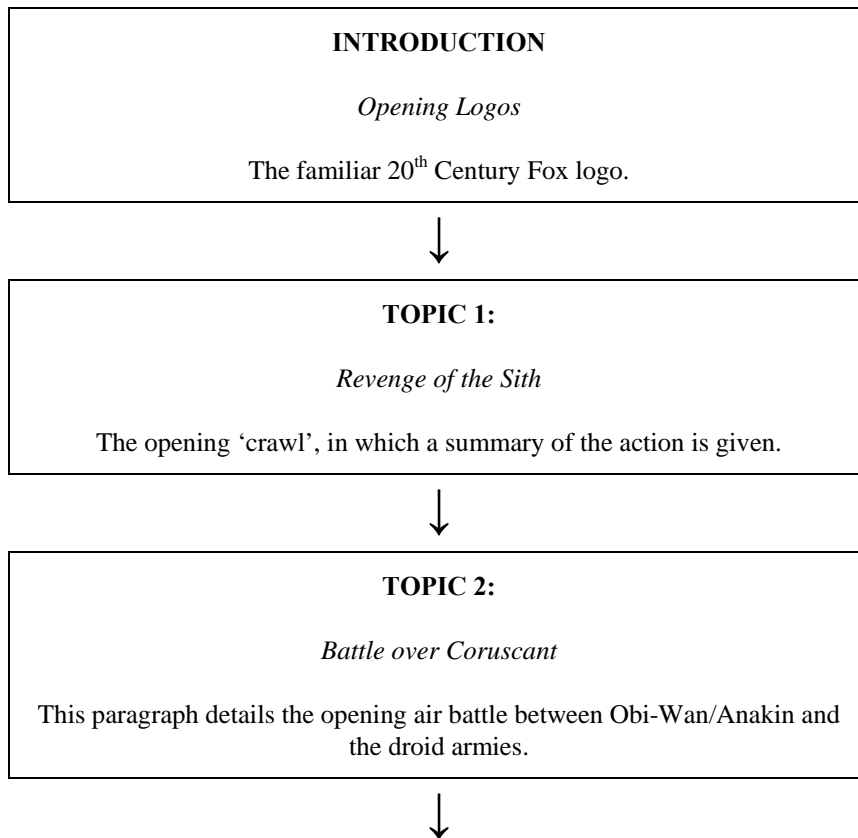 INTRODUCTION
Opening Logos
The familiar 20th Century Fox logo.
TOPIC 1:
Revenge of the Sith
The opening ‘crawl’, in which a summary of the action is given.
TOPIC 2:
Battle over Coruscant
This paragraph details the opening air battle between Obi-Wan/Anakin and
the droid armies.